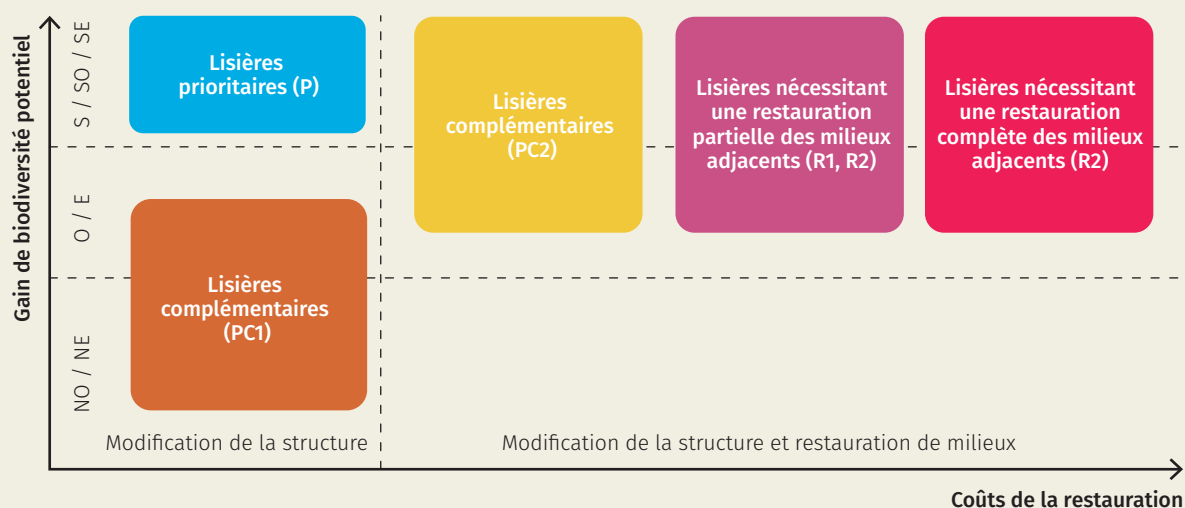 Gain de biodiversité potentiel
S / SO / SE
O / E
NO / NE
Lisières
prioritaires (P)
Lisières
complémentaires
(PC1)
Lisières
complémentaires
(PC2)
Lisières nécessitant
une restauration
partielle des milieux
adjacents (R1, R2)
Lisières nécessitant
une restauration
complète des milieux
adjacents (R2)
Modification de la structure
Modification de la structure et restauration de milieux
Coûts de la restauration